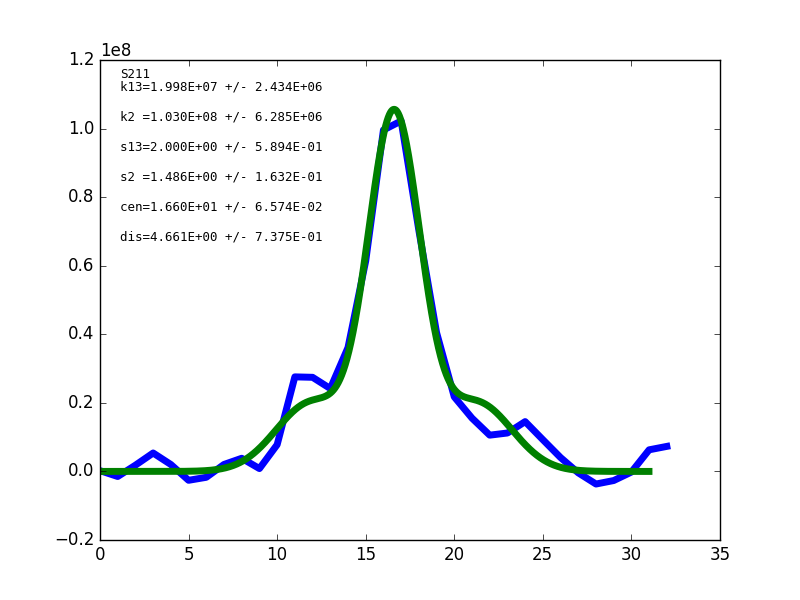 1e8
S211
k13=1.998E+07 +/- 2.434E+06
k2 =1.030E+08 +/- 6.285E+06
s13=2.000E+00 +/- 5.894E-01
s2 =1.486E+00 +/- 1.632E-01
cen=1.660E+01 +/- 6.574E-02
dis=4.661E+00 +/- 7.375E-01
1.2
1.0
0.8
0.6
0.4
0.2
0.0
−0.2
0 5 10 15 20 25 30 35